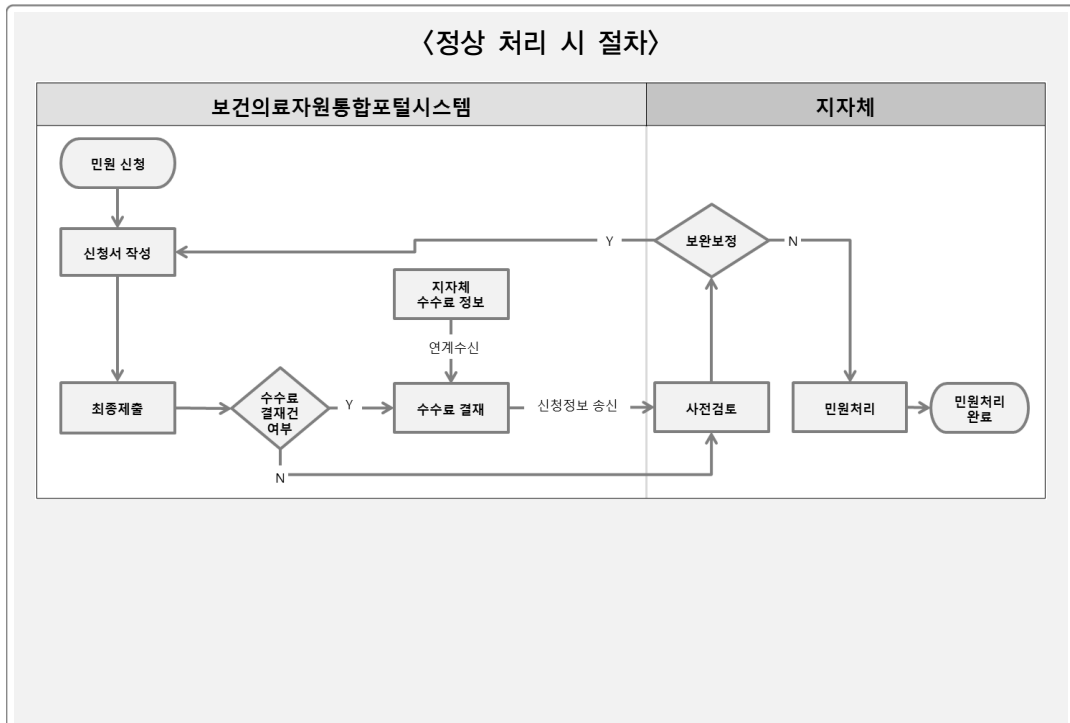 〈정상 처리 시 절차〉
보건의료자원통합포털시스템
지자체
민원 신청
신청서 작성
Y
보완보정
N
지자체
수수료 정보
연계수신
최종제출
수수료
결재건
여부
Y
수수료 결재
신청정보 송신
사전검토
민원처리
민원처리
완료
N